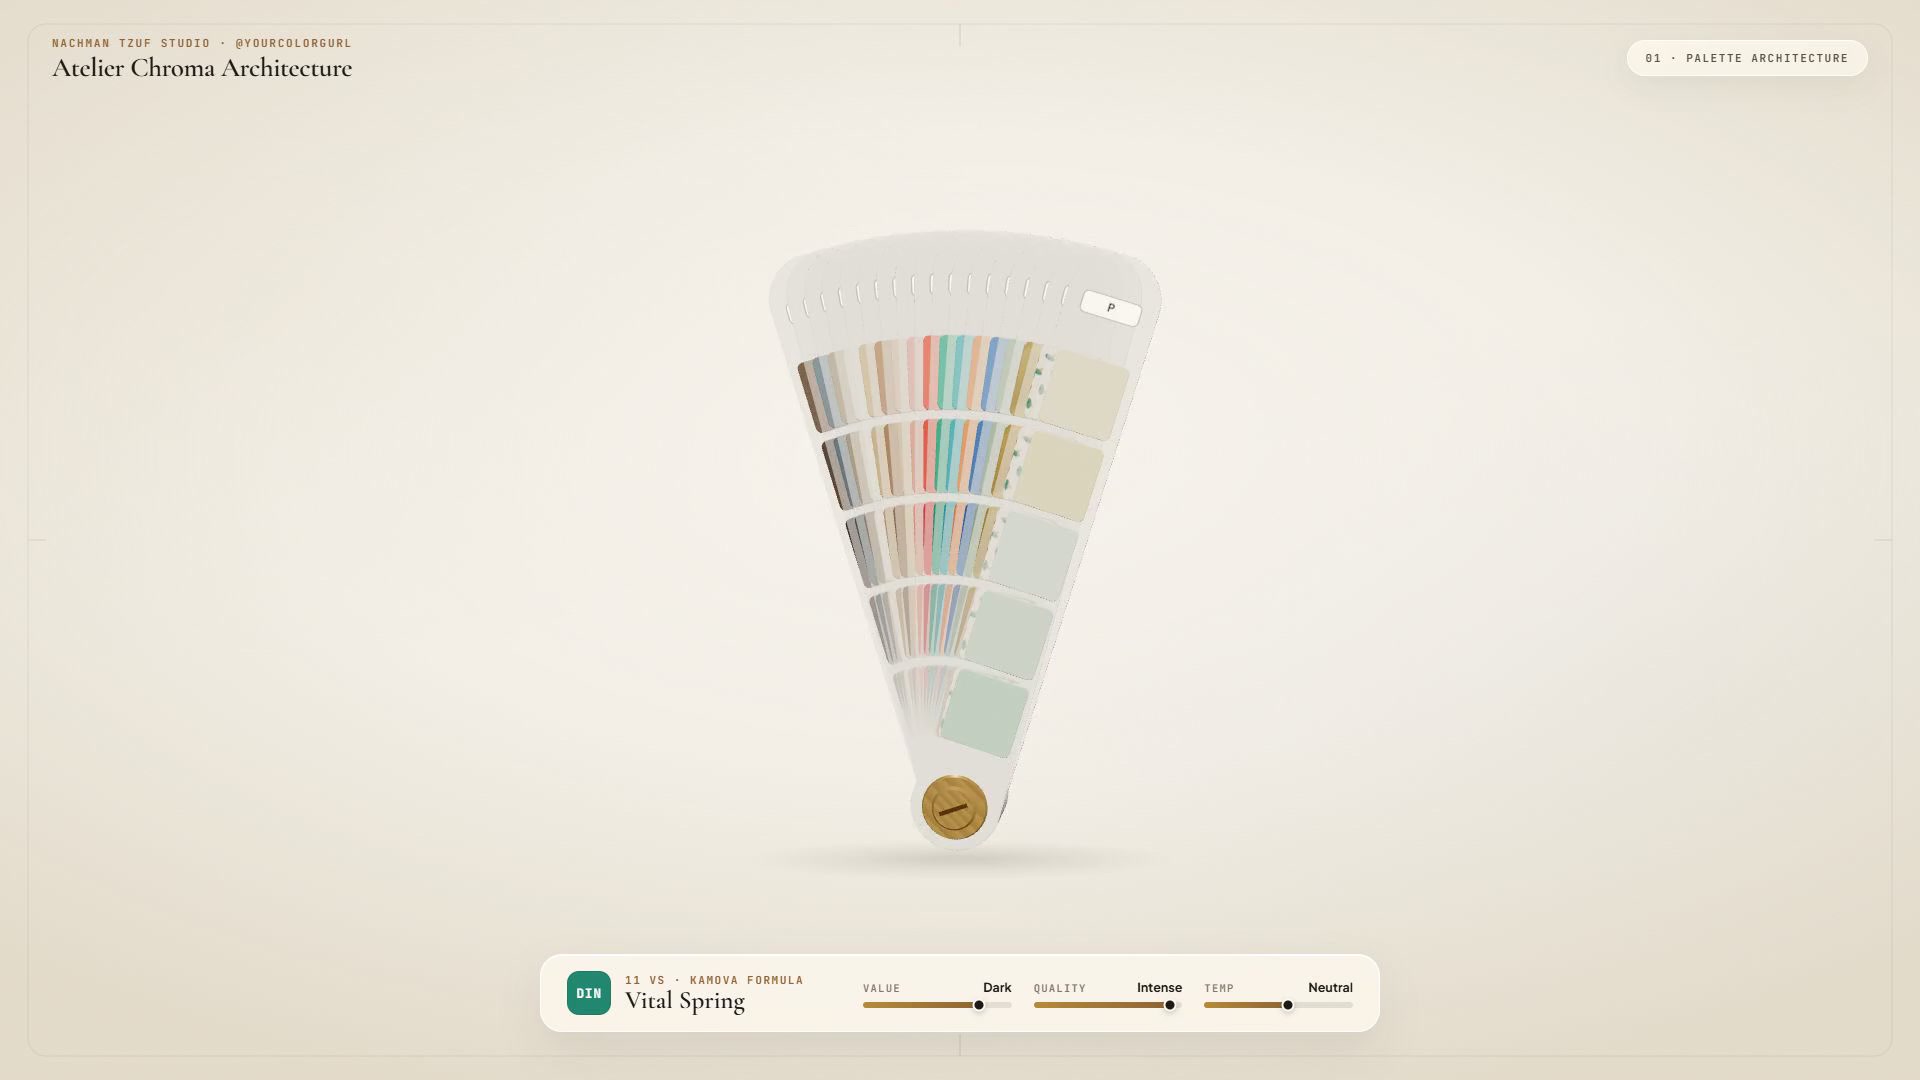 NACHMAN TZUF STUDIO · @YOURCOLORGURL
Atelier Chroma Architecture
01 · PALETTE ARCHITECTURE
P
DIN
11 VS · KAMOVA FORMULA
Vital Spring
VALUE Dark
QUALITY Intense
TEMP Neutral